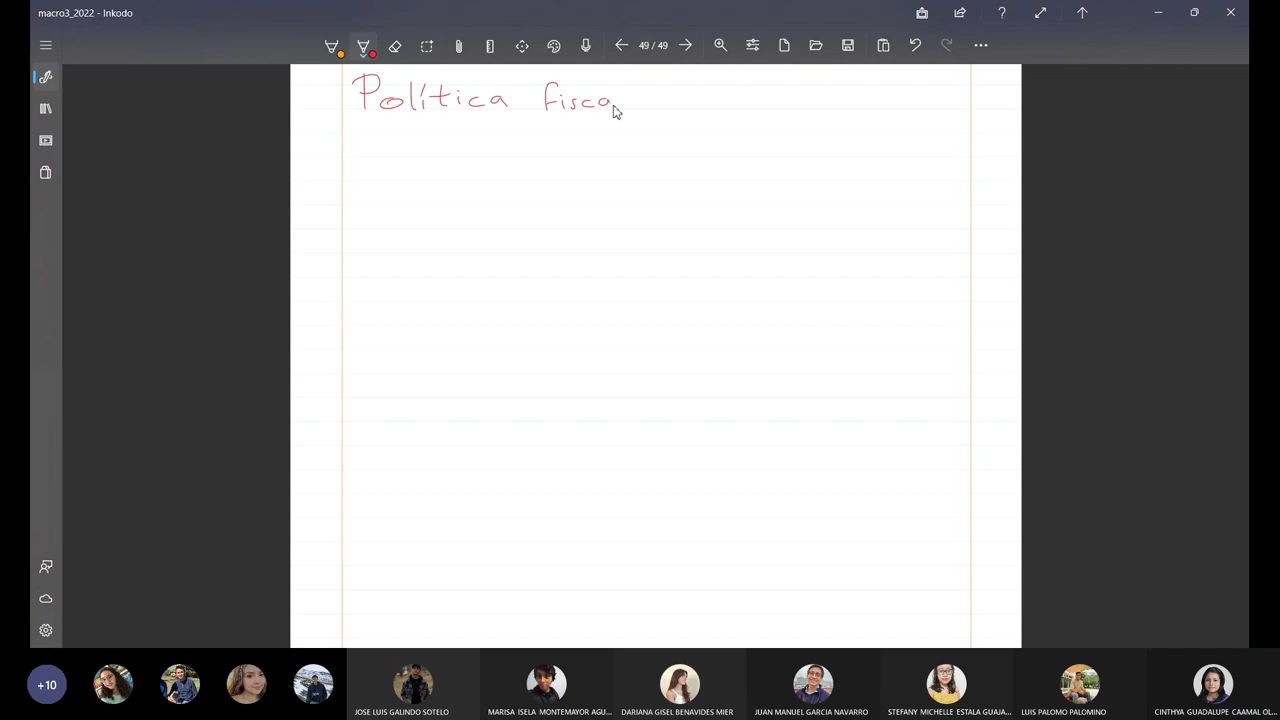 macro3_2022 - Inkodo
49 / 49
Política fisca
+10
JOSE LUIS GALINDO SOTELO
MARISA ISELA MONTEMAYOR AGU...
DARIANA GISEL BENAVIDES MIER
JUAN MANUEL GARCIA NAVARRO
STEFANY MICHELLE ESTALA GUAJA...
LUIS PALOMO PALOMINO
CINTHYA GUADALUPE CAAMAL OL...